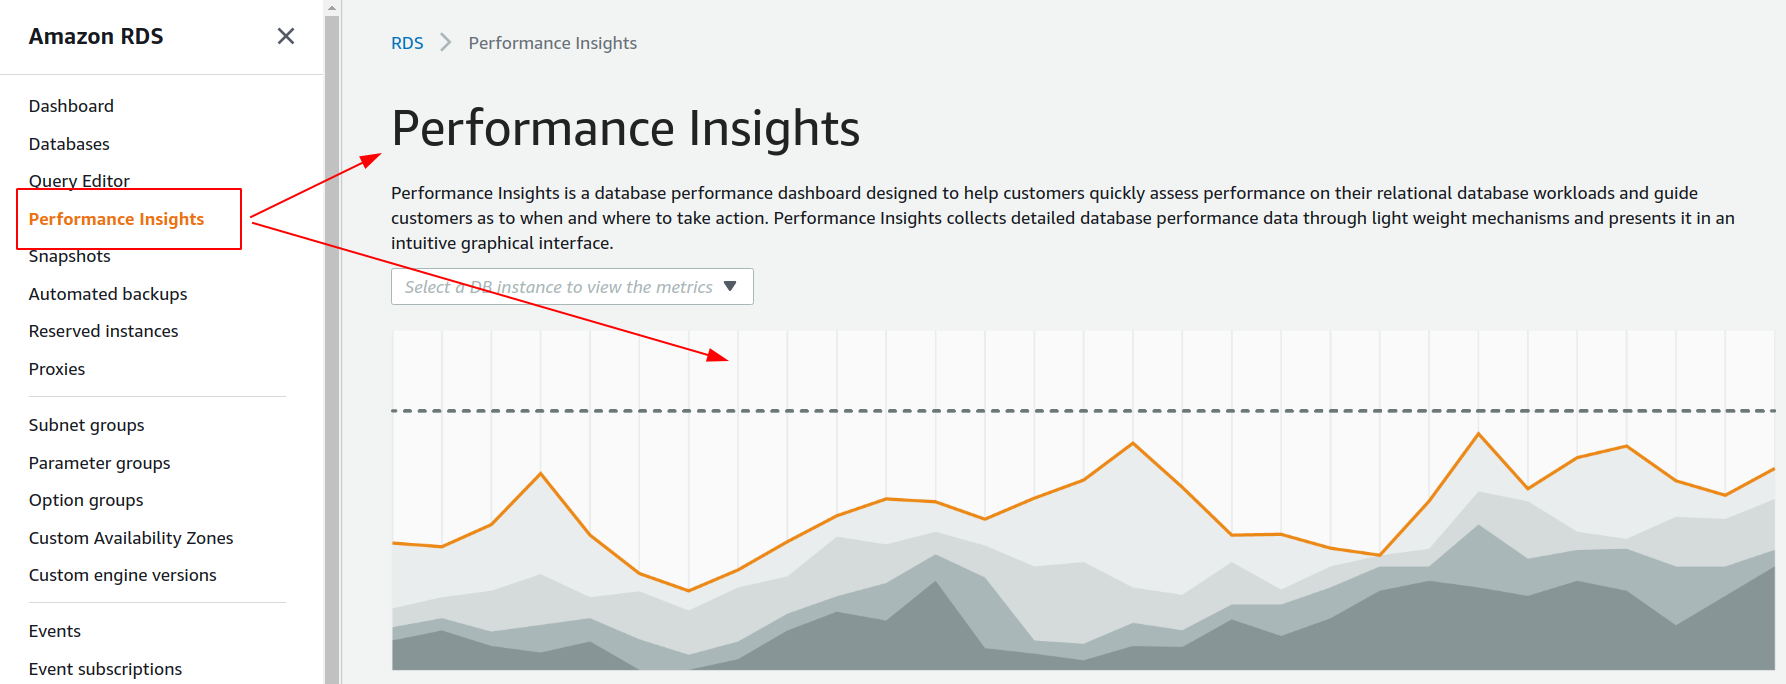 Amazon RDS
Dashboard
Databases
Query Editor
Performance Insights
Snapshots
Automated backups
Reserved instances
Proxies
Subnet groups
Parameter groups
Option groups
Custom Availability Zones
Custom engine versions
Events
Event subscriptions
RDS
Performance Insights
Performance Insights
Performance Insights is a database performance dashboard designed to help customers quickly assess performance on their relational database workloads and guide
customers as to when and where to take action. Performance Insights collects detailed database performance data through light weight mechanisms and presents it in an
intuitive graphical interface.
Select a DB instance to view the metrics